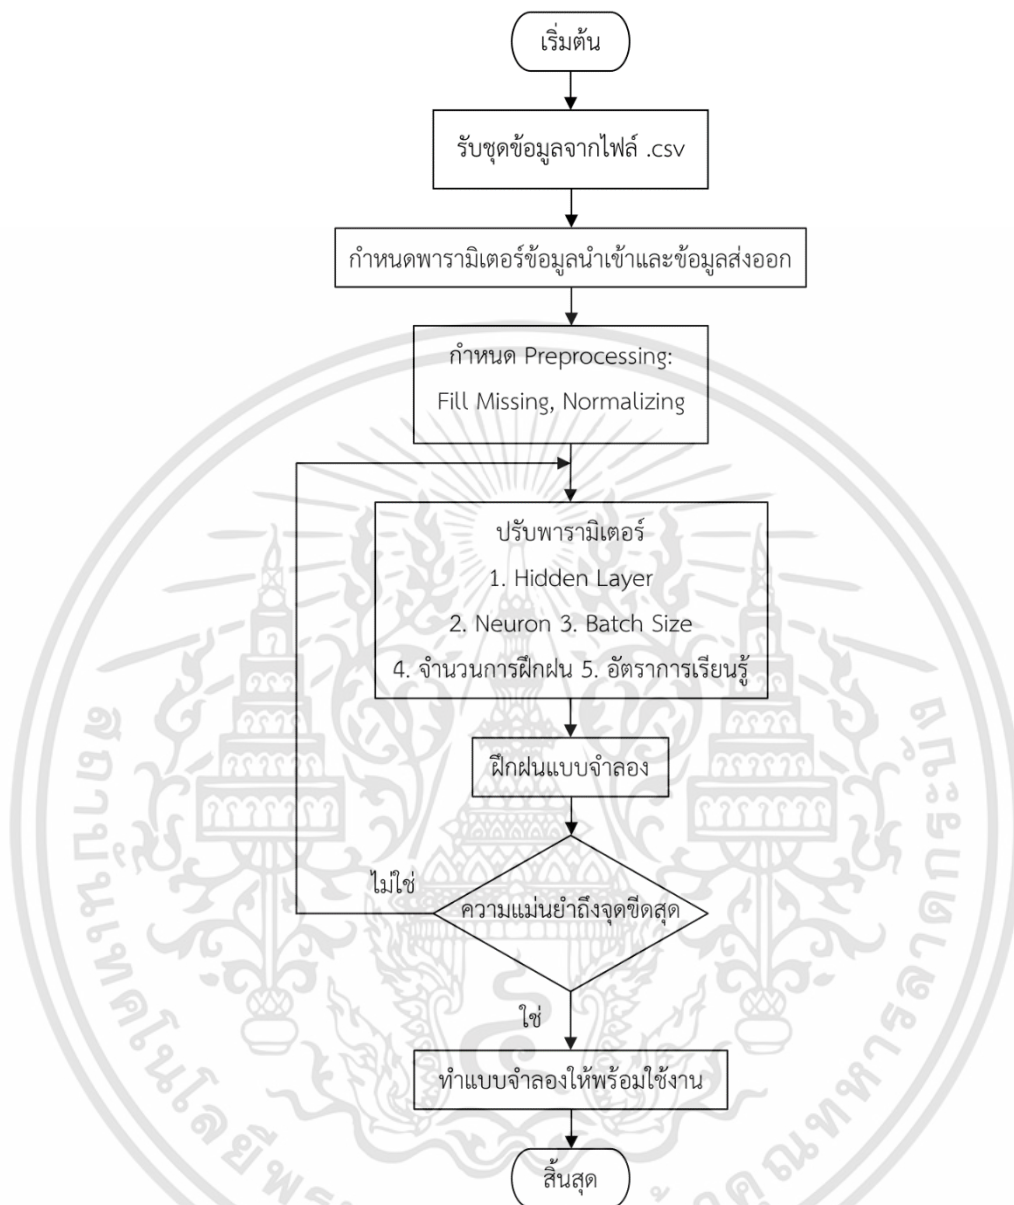 เริ่มต้น
รับชุดข้อมูลจากไฟล์ .csv
กำหนดพารามิเตอร์ข้อมูลนำเข้าและข้อมูลส่งออก
กำหนด Preprocessing:
Fill Missing, Normalizing
ปรับพารามิเตอร์
1. Hidden Layer
2. Neuron 3. Batch Size
4. จำนวนการฝึกฝน 5. อัตราการเรียนรู้
ฝึกฝนแบบจำลอง
ไม่ใช่
ความแม่นยำถึงจุดขีดสุด
ใช่
ทำแบบจำลองให้พร้อมใช้งาน
สิ้นสุด